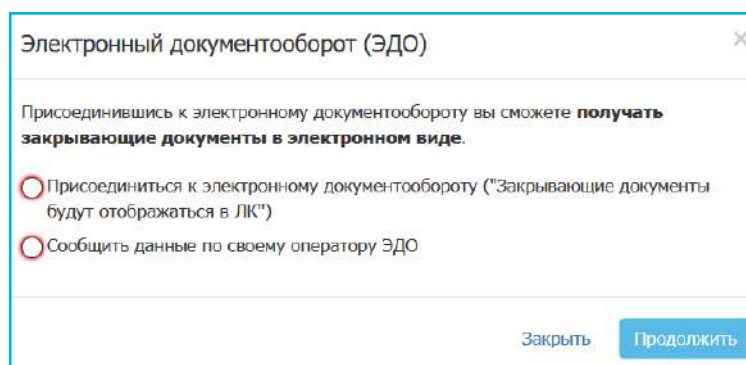 Электронный документооборот (ЭДО)
×
Присоединившись к электронному документообороту вы сможете получать
закрывающие документы в электронном виде.
Присоединиться к электронному документообороту ("Закрывающие документы
будут отображаться в ЛК")
Сообщить данные по своему оператору ЭДО
Закрыть
Продолжить